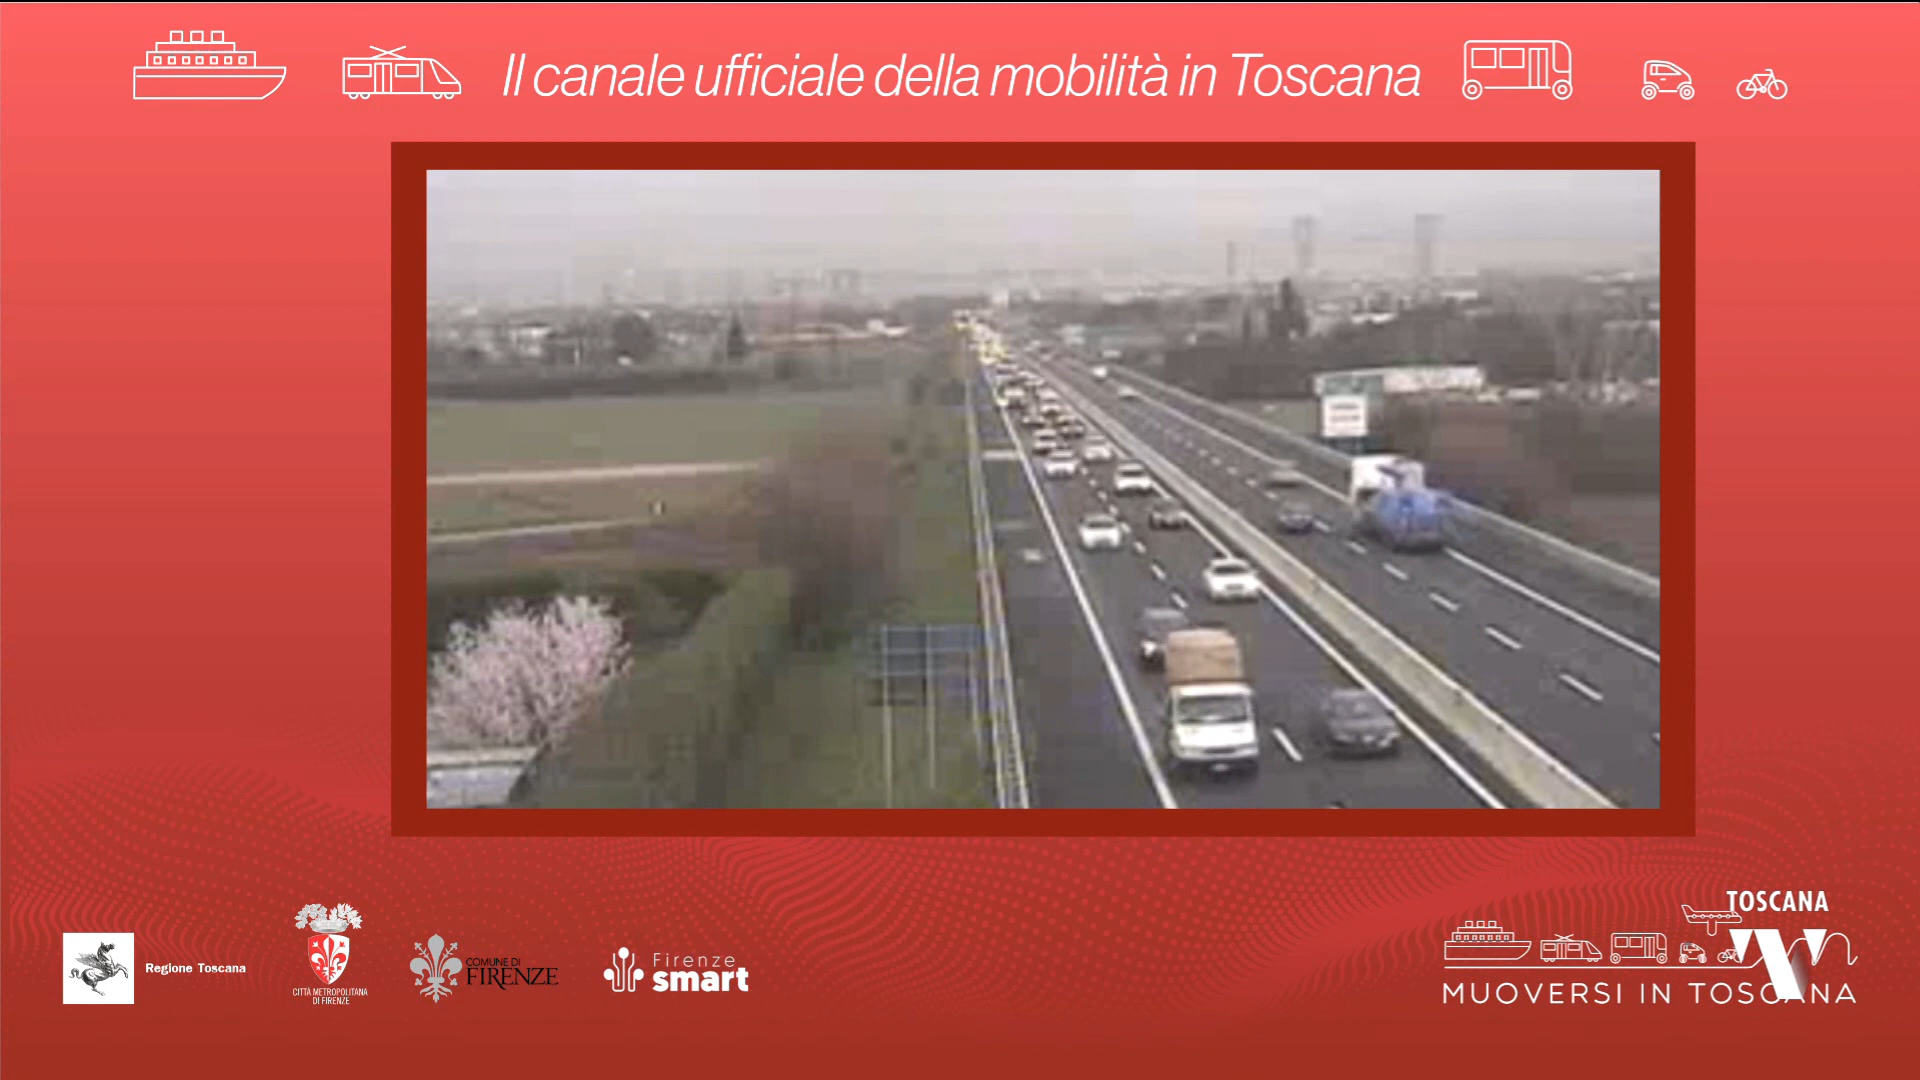 Il canale ufficiale della mobilità in Toscana
Regione Toscana
CITTÀ METROPOLITANA
DI FIRENZE
COMUNE DI
FIRENZE
Firenze
smart
TOSCANA
MUOVERSI IN TOSCANA